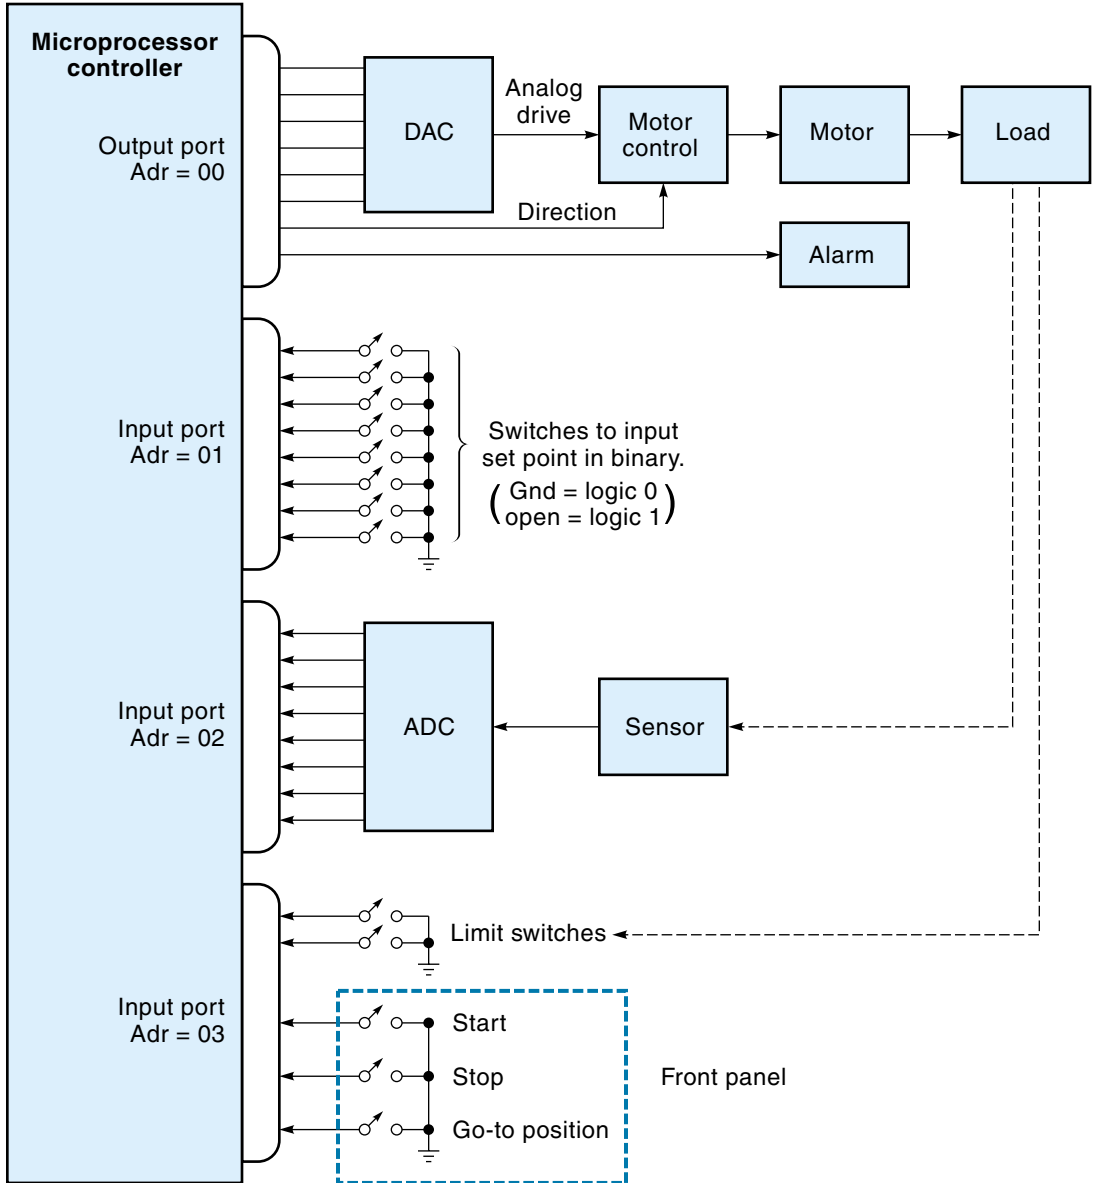 Microprocessor
controller
Output port
Adr = 00
DAC
Analog
drive
Motor
control
Motor
Load
Direction
Alarm
Input port
Adr = 01
Switches to input
set point in binary.
(Gnd = logic 0
open = logic 1)
Input port
Adr = 02
ADC
Sensor
Limit switches
Input port
Adr = 03
Start
Stop
Front panel
Go-to position